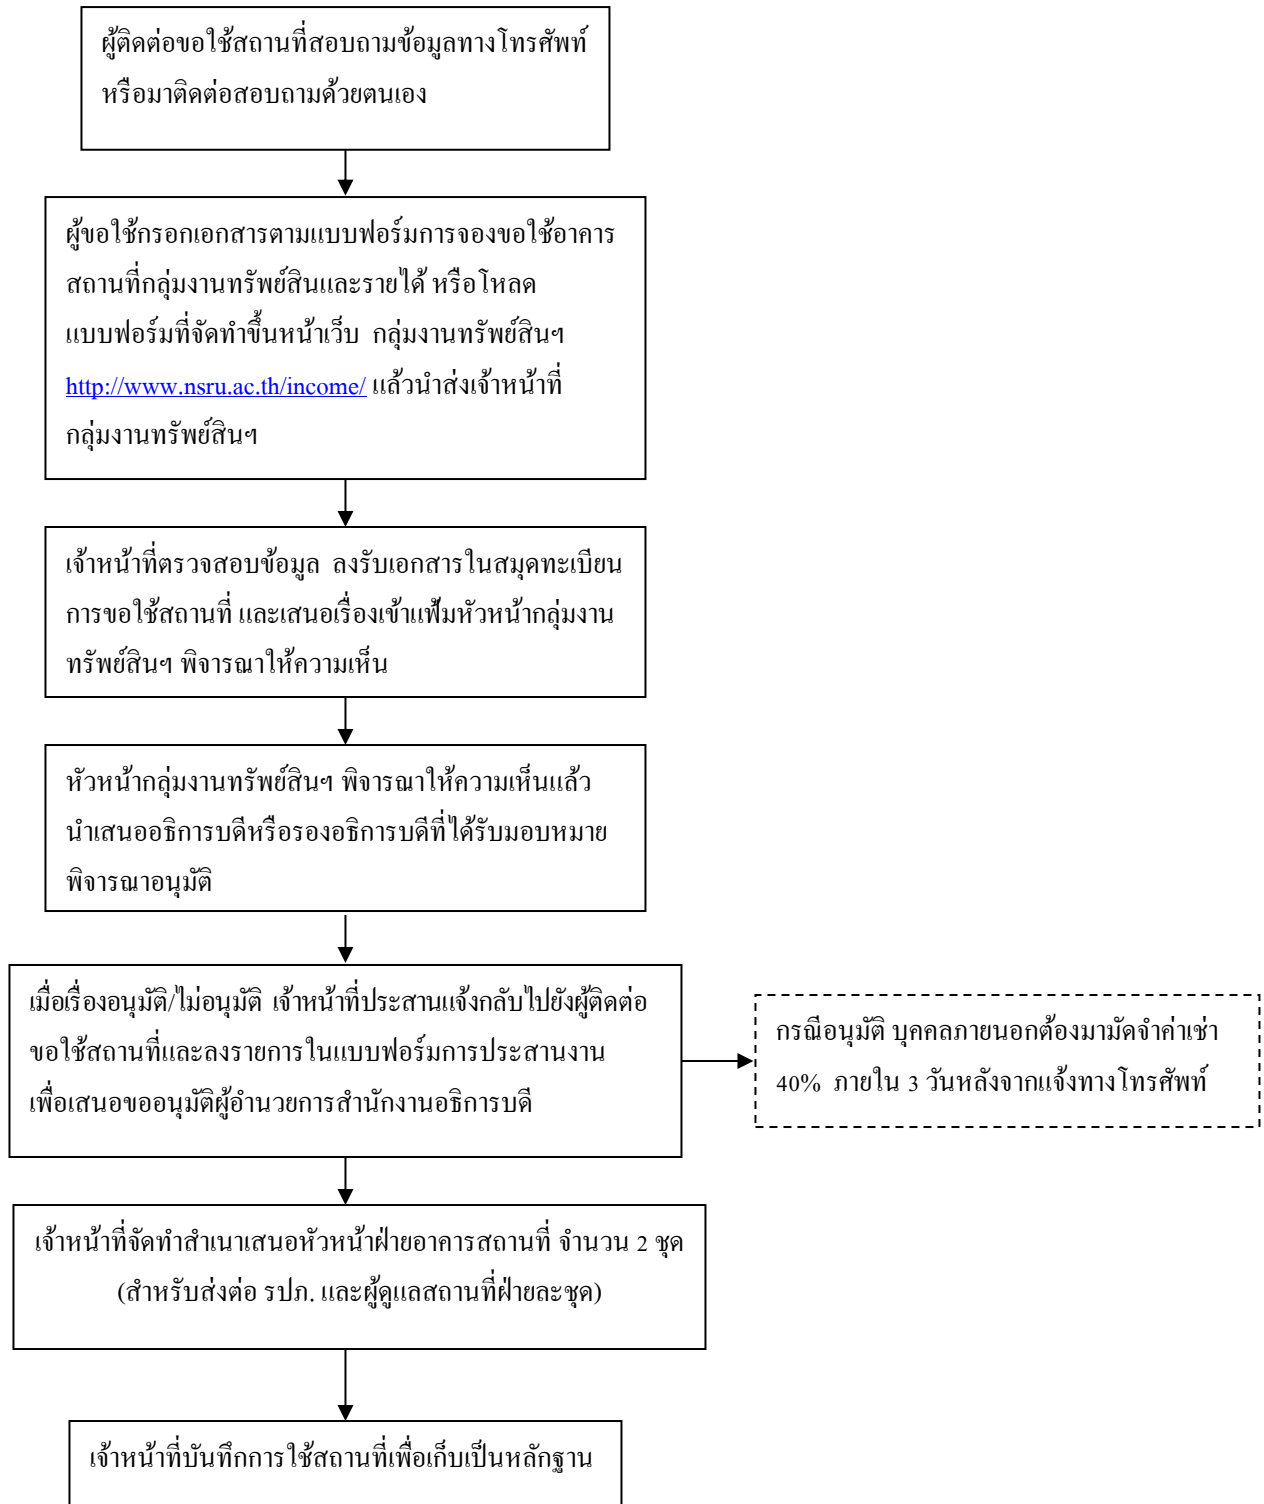 ผู้ติดต่อขอใช้สถานที่สอบถามข้อมูลทางโทรศัพท์
หรือมาติดต่อสอบถามด้วยตนเอง
ผู้ขอใช้กรอกเอกสารตามแบบฟอร์มการจองขอใช้อาคาร
สถานที่กลุ่มงานทรัพย์สินและรายได้ หรือโหลด
แบบฟอร์มที่จัดทำขึ้นหน้าเว็บ กลุ่มงานทรัพย์สินฯ
http://www.nsru.ac.th/income/ แล้วนำส่งเจ้าหน้าที่
กลุ่มงานทรัพย์สินฯ
เจ้าหน้าที่ตรวจสอบข้อมูล ลงรับเอกสารในสมุดทะเบียน
การขอใช้สถานที่ และเสนอเรื่องเข้าแฟ้มหัวหน้ากลุ่มงาน
ทรัพย์สินฯ พิจารณาให้ความเห็น
หัวหน้ากลุ่มงานทรัพย์สินฯ พิจารณาให้ความเห็นแล้ว
นำเสนออธิการบดีหรือรองอธิการบดีที่ได้รับมอบหมาย
พิจารณาอนุมัติ
เมื่อเรื่องอนุมัติ/ไม่อนุมัติ เจ้าหน้าที่ประสานแจ้งกลับไปยังผู้ติดต่อ
ขอใช้สถานที่และลงรายการในแบบฟอร์มการประสานงาน
เพื่อเสนอขออนุมัติผู้อำนวยการสำนักงานอธิการบดี
กรณีอนุมัติ บุคคลภายนอกต้องมามัดจำค่าเช่า
40% ภายใน 3 วันหลังจากแจ้งทางโทรศัพท์
เจ้าหน้าที่จัดทำสำเนาเสนอหัวหน้าฝ่ายอาคารสถานที่ จำนวน 2 ชุด
(สำหรับส่งต่อ รปภ. และผู้ดูแลสถานที่ฝ่ายละชุด)
เจ้าหน้าที่บันทึกการใช้สถานที่เพื่อเก็บเป็นหลักฐาน